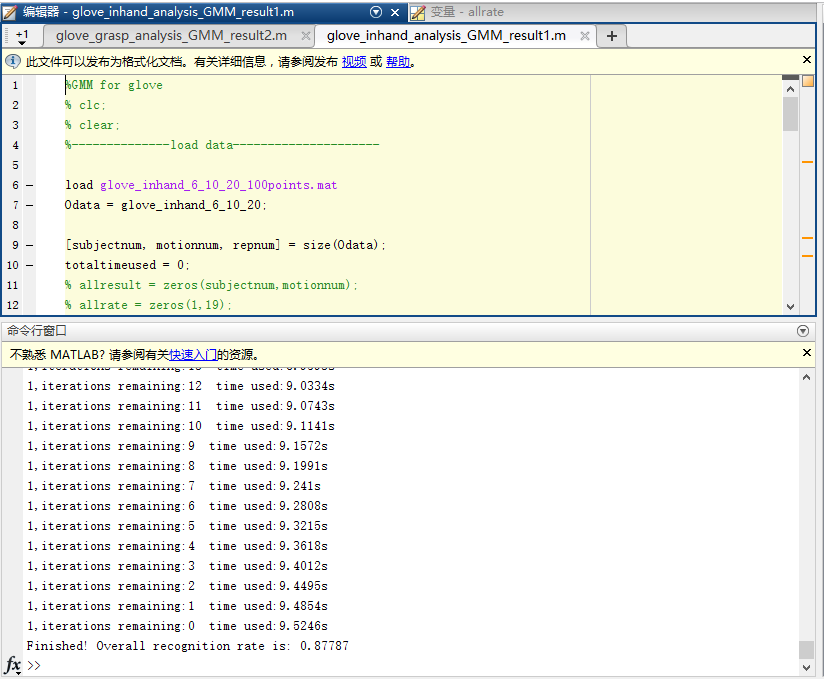 编辑器 - glove_inhand_analysis_GMM_result1.m
变量 - allrate
+1
glove_grasp_analysis_GMM_result2.m
glove_inhand_analysis_GMM_result1.m
+
此文件可以发布为格式化文档。有关详细信息，请参阅发布 视频 或 帮助。
1 %GMM for glove
2 % clc;
3 % clear;
4 %--------------load data---------------------
5
6 – load glove_inhand_6_10_20_100points.mat
7 – Odata = glove_inhand_6_10_20;
8
9 – [subjectnum, motionnum, repnum] = size(Odata);
10 – totaltimeused = 0;
11 % allresult = zeros(subjectnum,motionnum);
12 % allrate = zeros(1,19);
命令行窗口
不熟悉 MATLAB? 请参阅有关快速入门的资源。
1,iterations remaining:12  time used:9.0334s
1,iterations remaining:11  time used:9.0743s
1,iterations remaining:10  time used:9.1141s
1,iterations remaining:9  time used:9.1572s
1,iterations remaining:8  time used:9.1991s
1,iterations remaining:7  time used:9.241s
1,iterations remaining:6  time used:9.2808s
1,iterations remaining:5  time used:9.3215s
1,iterations remaining:4  time used:9.3618s
1,iterations remaining:3  time used:9.4012s
1,iterations remaining:2  time used:9.4495s
1,iterations remaining:1  time used:9.4854s
1,iterations remaining:0  time used:9.5246s
Finished! Overall recognition rate is: 0.87787
fx >>